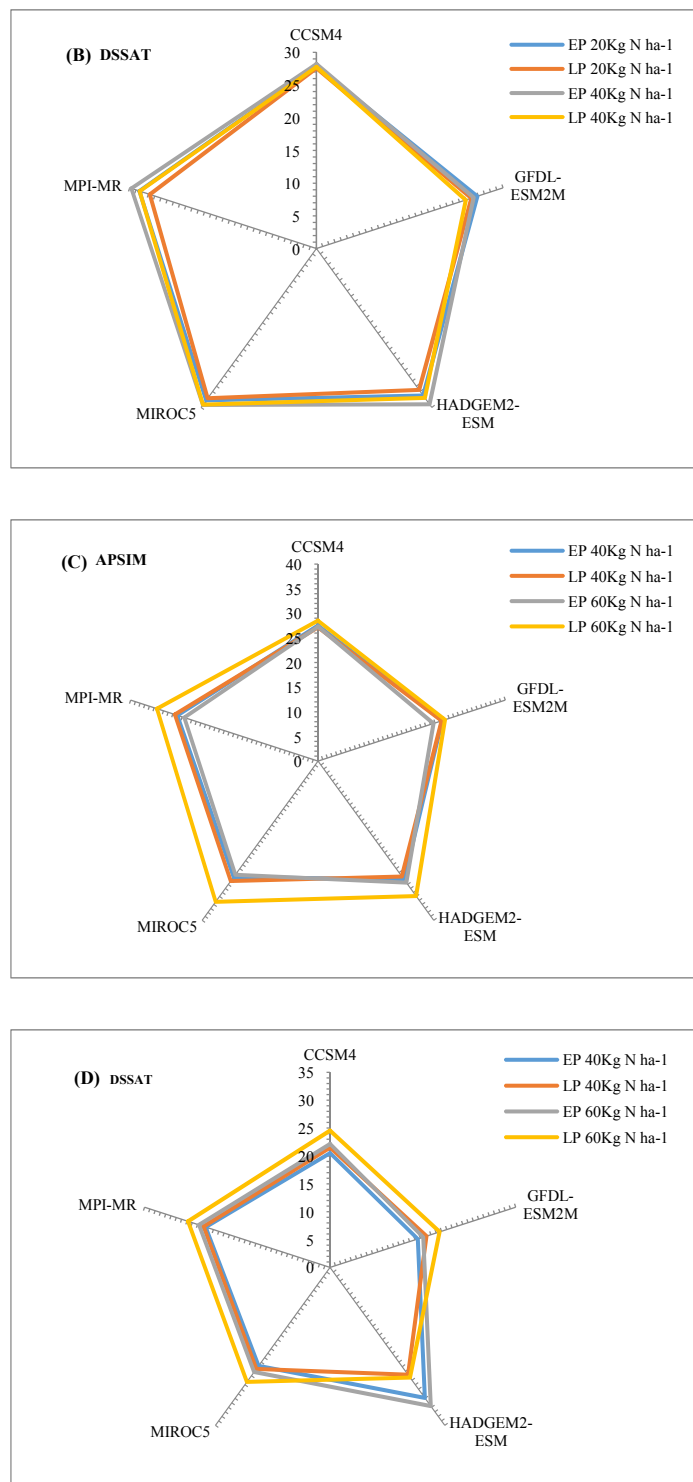 (B) DSSAT
CCSM4
30
25
20
15
10
5
0
EP 20Kg N ha-1
LP 20Kg N ha-1
EP 40Kg N ha-1
LP 40Kg N ha-1
GFDL-
ESM2M
MPI-MR
HADGEM2-
ESM
MIROC5
(C) APSIM
CCSM4
40
35
30
25
20
15
10
5
0
EP 40Kg N ha-1
LP 40Kg N ha-1
EP 60Kg N ha-1
LP 60Kg N ha-1
GFDL-
ESM2M
MPI-MR
HADGEM2-
ESM
MIROC5
(D) DSSAT
CCSM4
35
30
25
20
15
10
5
0
EP 40Kg N ha-1
LP 40Kg N ha-1
EP 60Kg N ha-1
LP 60Kg N ha-1
GFDL-
ESM2M
MPI-MR
HADGEM2-
ESM
MIROC5